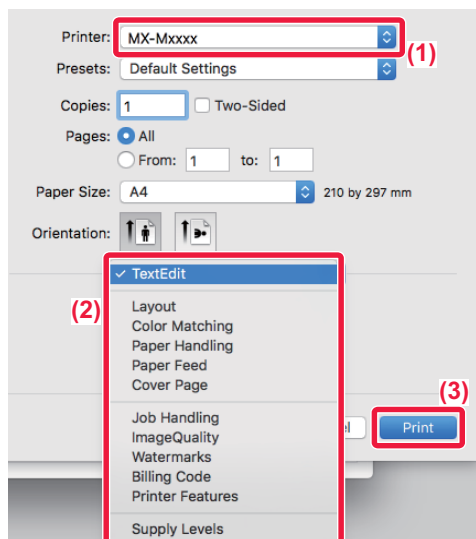 Printer: MX-Mxxxx
(1)
Presets: Default Settings
Copies: 1 Two-Sided
Pages: All
From: 1 to: 1
Paper Size: A4 210 by 297 mm
Orientation:
✓ TextEdit
(2)
Layout
Color Matching
Paper Handling
Paper Feed
Cover Page
(3)
Job Handling
ImageQuality
Watermarks
Billing Code
Printer Features
el Print
Supply Levels